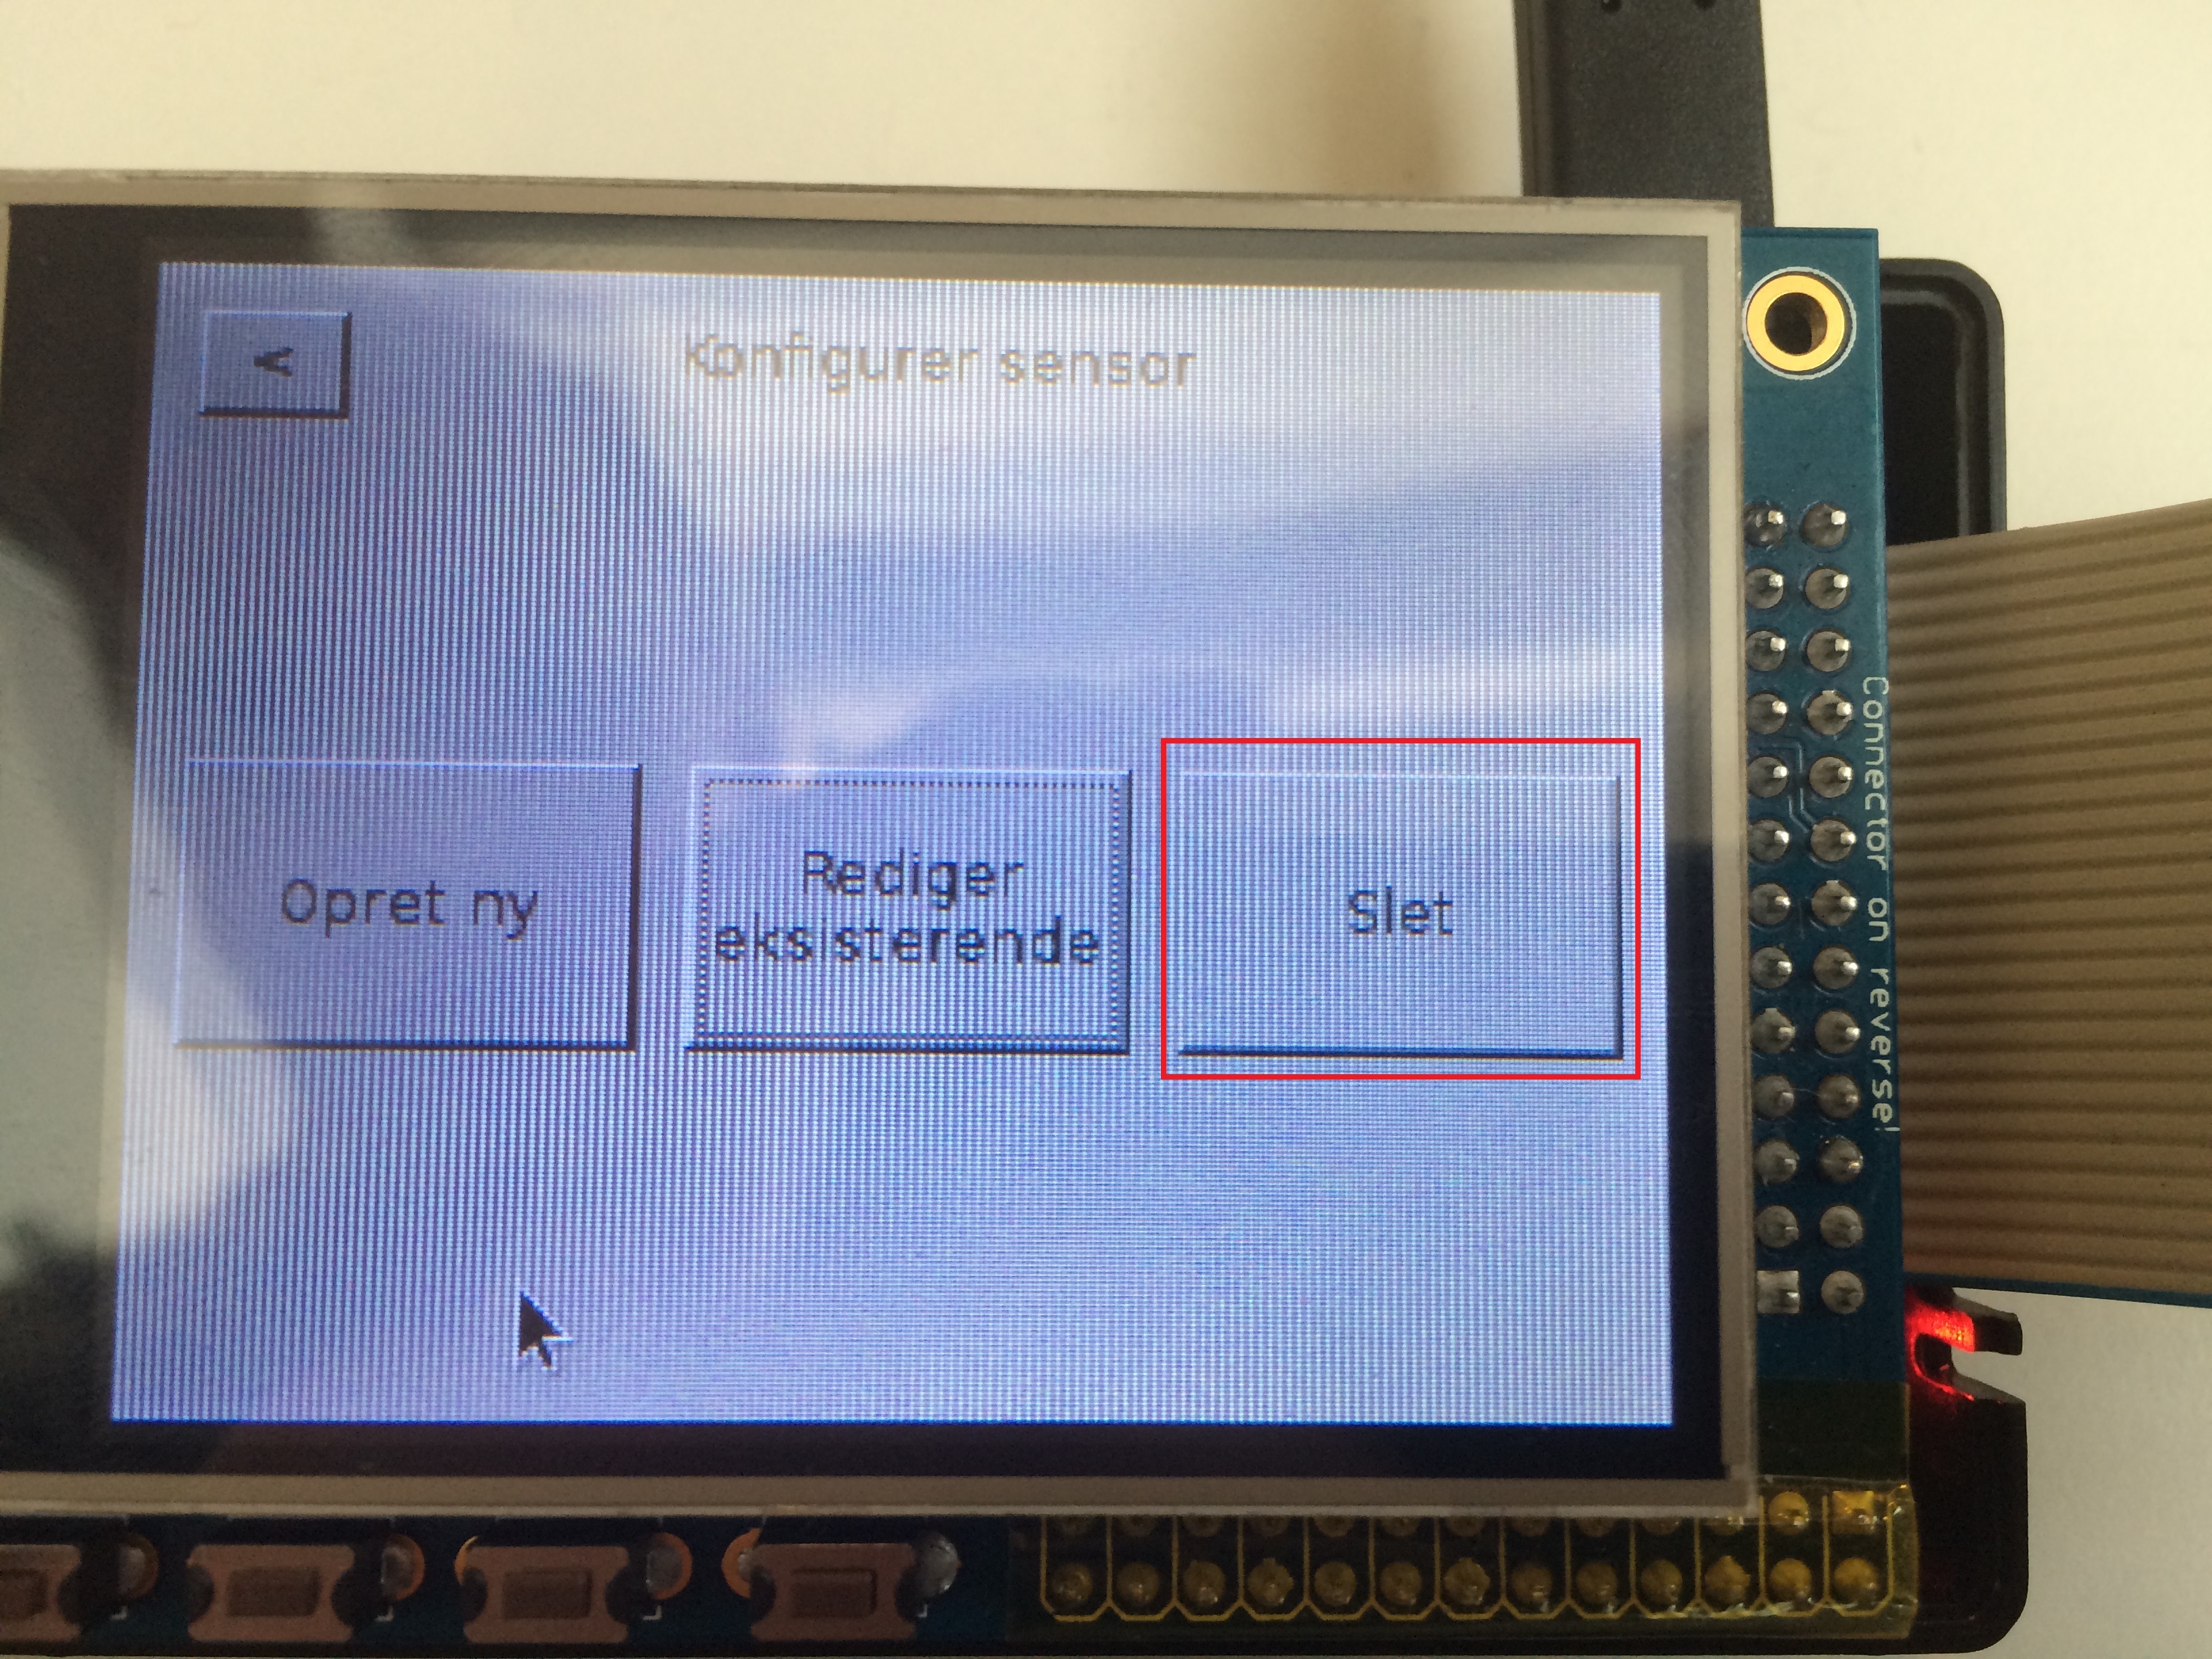 <
Konfigurer sensor
Opret ny
Rediger
eksisterende
Slet
Connector on reverse!